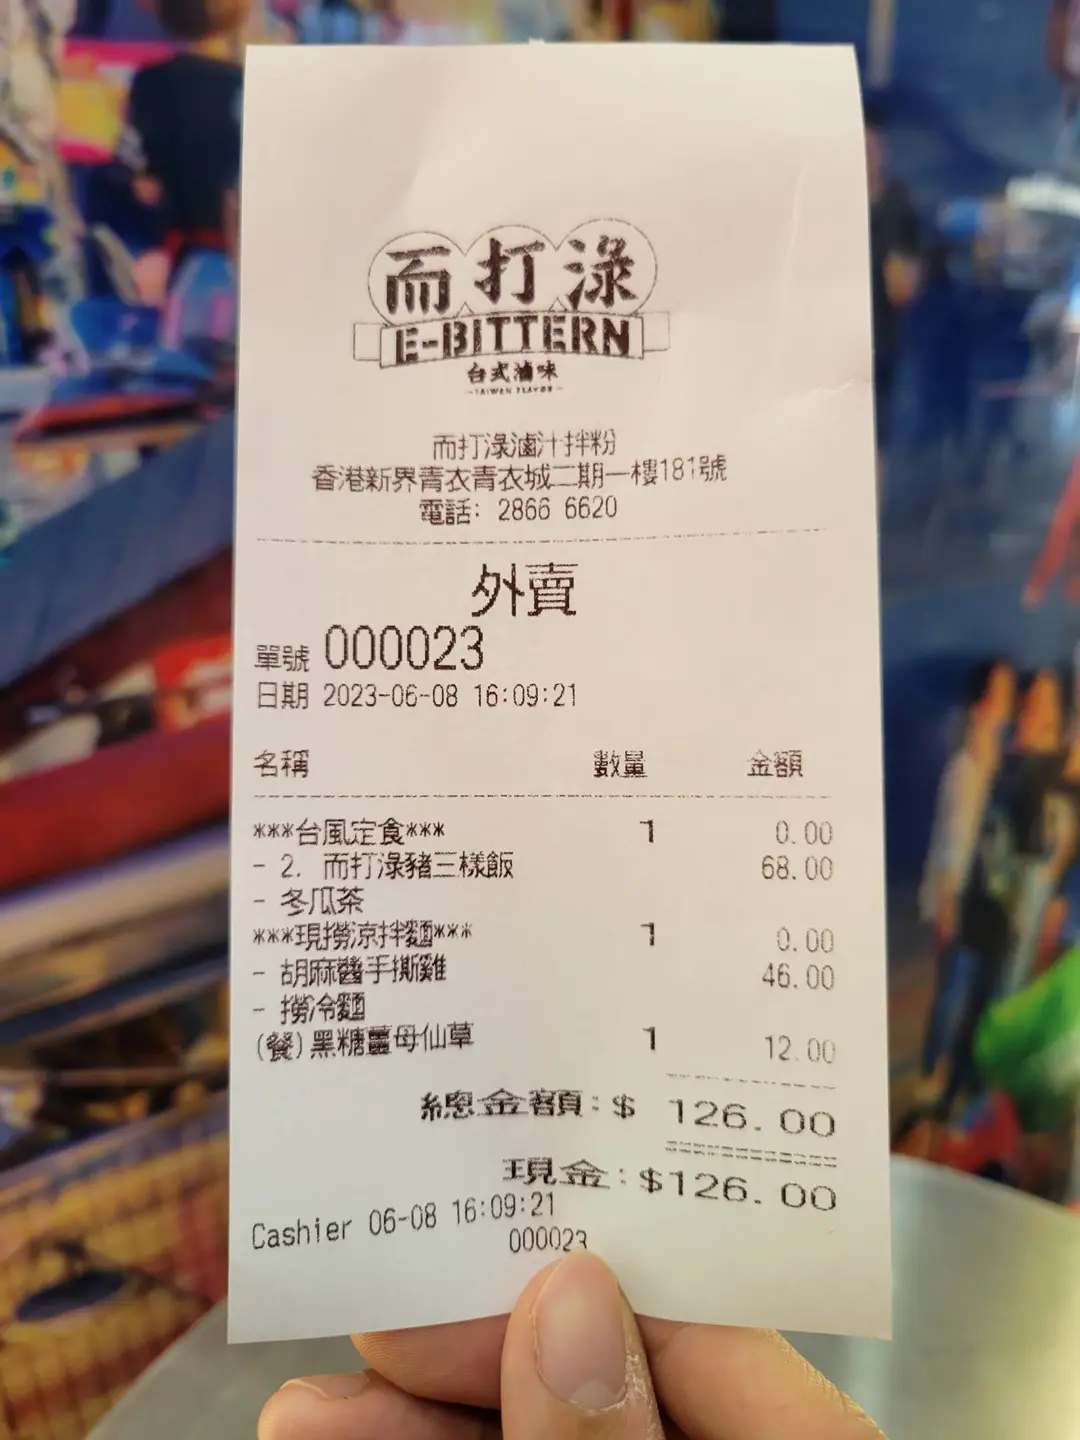 而打淥
E-BITTERN
台式滷味
-TAIWAN FLAVOR-
而打淥滷汁拌粉
香港新界青衣青衣城二期一樓181號
電話: 2866 6620
外賣
單號 000023
日期 2023-06-08 16:09:21
名稱 數量 金額
***台風定食*** 1 0.00
- 2. 而打淥豬三樣飯 68.00
- 冬瓜茶
***現撈涼拌麵*** 1 0.00
- 胡麻醬手撕雞 46.00
- 撈冷麵
(餐)黑糖薑母仙草 1 12.00
總金額:$ 126.00
現金:$126.00
Cashier 06-08 16:09:21
000023